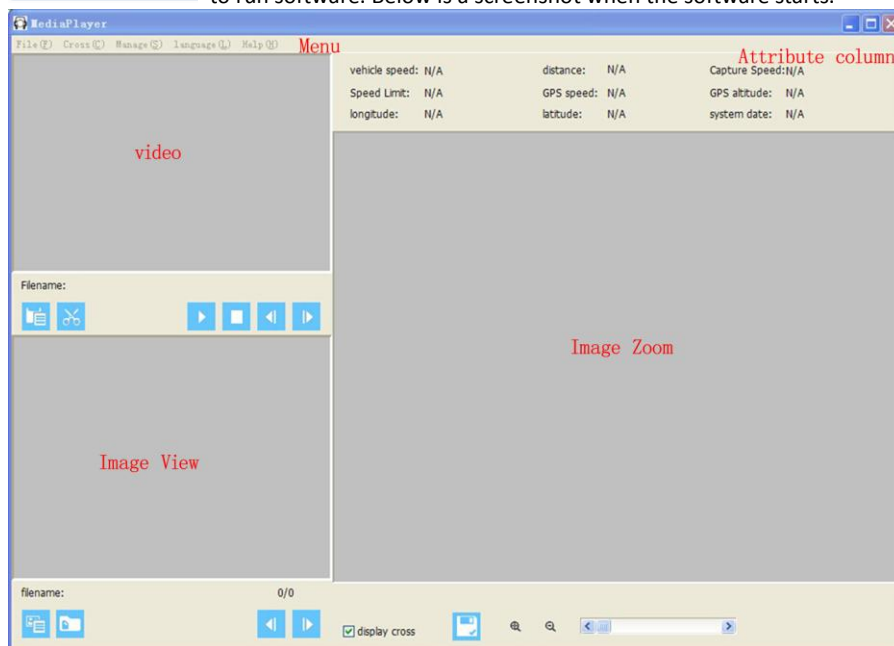 to run software. Below is a screenshot when the software starts.
MediaPlayer
File(F) Cross(C) Manage(S) language(L) Help(H) Menu
Attribute column
vehicle speed: N/A distance: N/A Capture Speed:N/A
Speed Limit: N/A GPS speed: N/A GPS altitude: N/A
longitude: N/A latitude: N/A system date: N/A
video
Filename:
Image Zoom
Image View
filename: 0/0
display cross